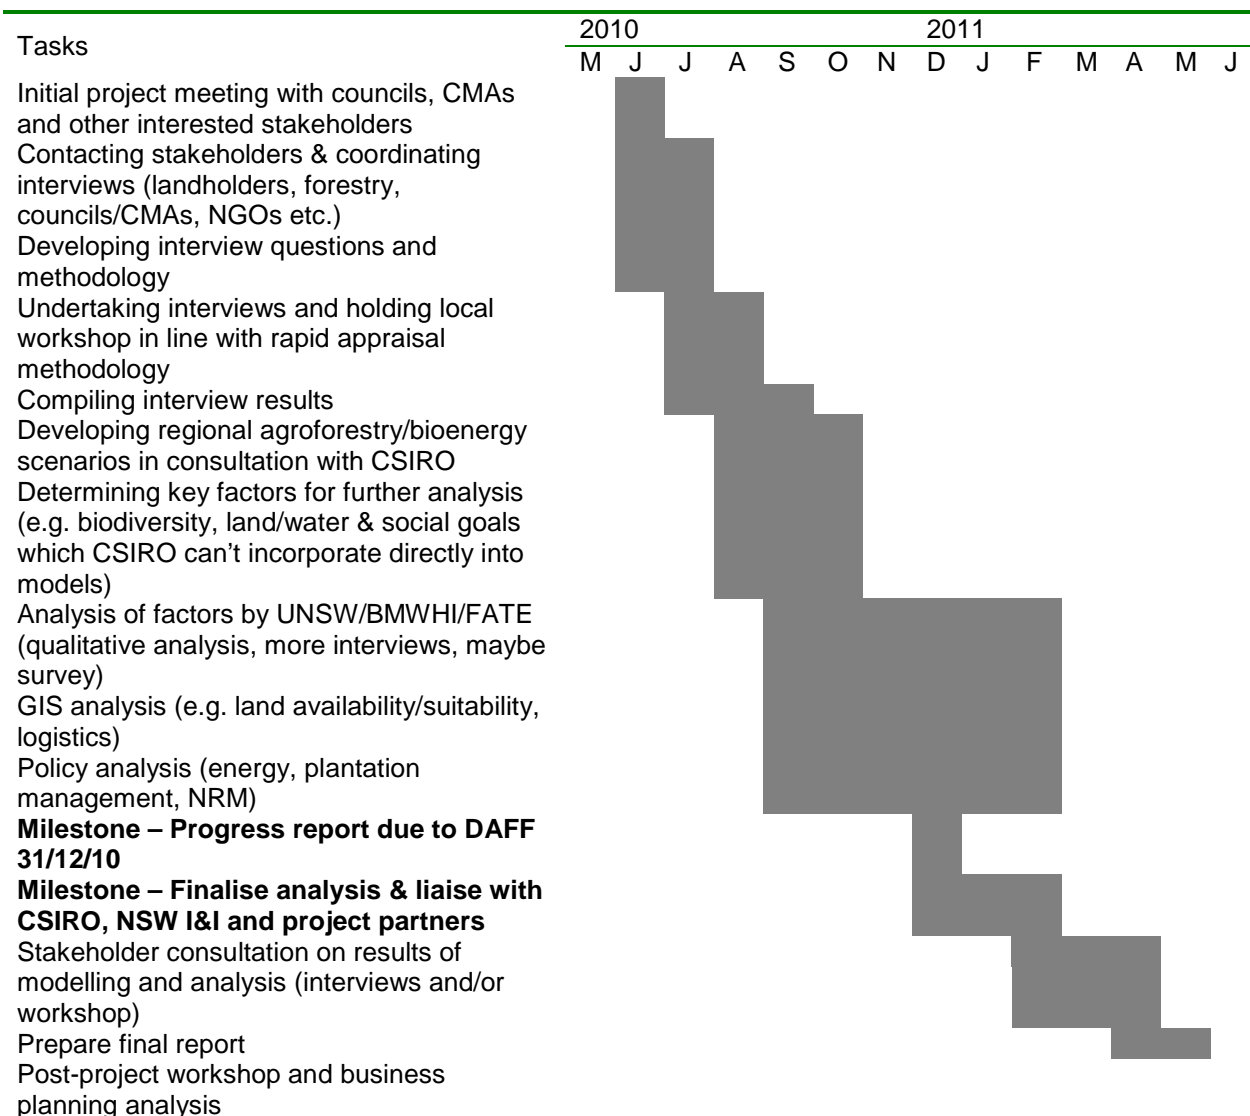 2010 2011
Tasks
M J J A S O N D J F M A M J
Initial project meeting with councils, CMAs
and other interested stakeholders
Contacting stakeholders & coordinating
interviews (landholders, forestry,
councils/CMAs, NGOs etc.)
Developing interview questions and
methodology
Undertaking interviews and holding local
workshop in line with rapid appraisal
methodology
Compiling interview results
Developing regional agroforestry/bioenergy
scenarios in consultation with CSIRO
Determining key factors for further analysis
(e.g. biodiversity, land/water & social goals
which CSIRO can’t incorporate directly into
models)
Analysis of factors by UNSW/BMWHI/FATE
(qualitative analysis, more interviews, maybe
survey)
GIS analysis (e.g. land availability/suitability,
logistics)
Policy analysis (energy, plantation
management, NRM)
Milestone – Progress report due to DAFF
31/12/10
Milestone – Finalise analysis & liaise with
CSIRO, NSW I&I and project partners
Stakeholder consultation on results of
modelling and analysis (interviews and/or
workshop)
Prepare final report
Post-project workshop and business
planning analysis